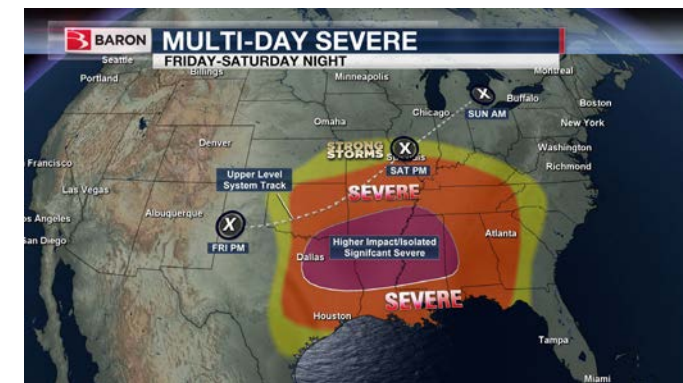 BARON
MULTI-DAY SEVERE
FRIDAY-SATURDAY NIGHT
Seattle
Portland
Billings
Minneapolis
Montreal
X
SUN AM
Buffalo
Boston
Chicago
New York
Omaha
Denver
STRONG
STORMS
X
SAT PM
Washington
Richmond
Francisco
Las Vegas
Upper Level
System Track
SEVERE
Albuquerque
os Angeles
San Diego
X
FRI PM
Dallas
Higher Impact/Isolated
Signifcant Severe
Atlanta
SEVERE
Houston
Tampa
Miami